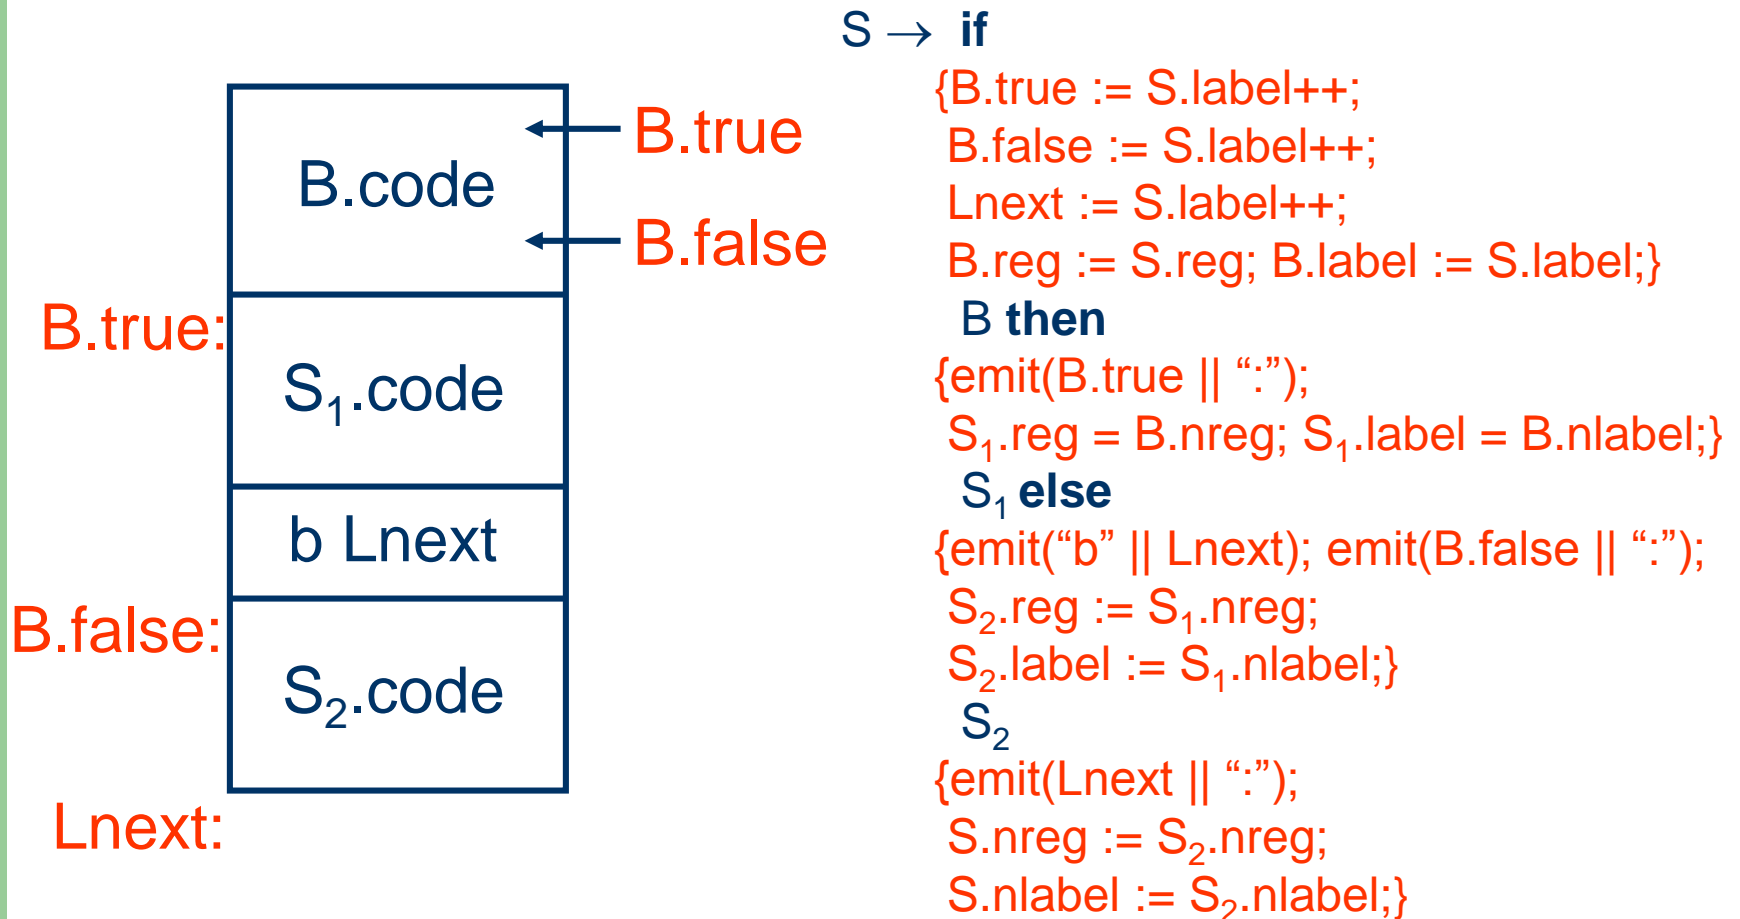 B.code
B.true
B.false
B.true:
S₁.code
b Lnext
B.false:
S₂.code
Lnext:
S → if
{B.true := S.label++;
B.false := S.label++;
Lnext := S.label++;
B.reg := S.reg; B.label := S.label;}
B then
{emit(B.true || “:”);
S₁.reg = B.nreg; S₁.label = B.nlabel;}
S₁ else
{emit(“b” || Lnext); emit(B.false || “:”);
S₂.reg := S₁.nreg;
S₂.label := S₁.nlabel;}
S₂
{emit(Lnext || “:”);
S.nreg := S₂.nreg;
S.nlabel := S₂.nlabel;}